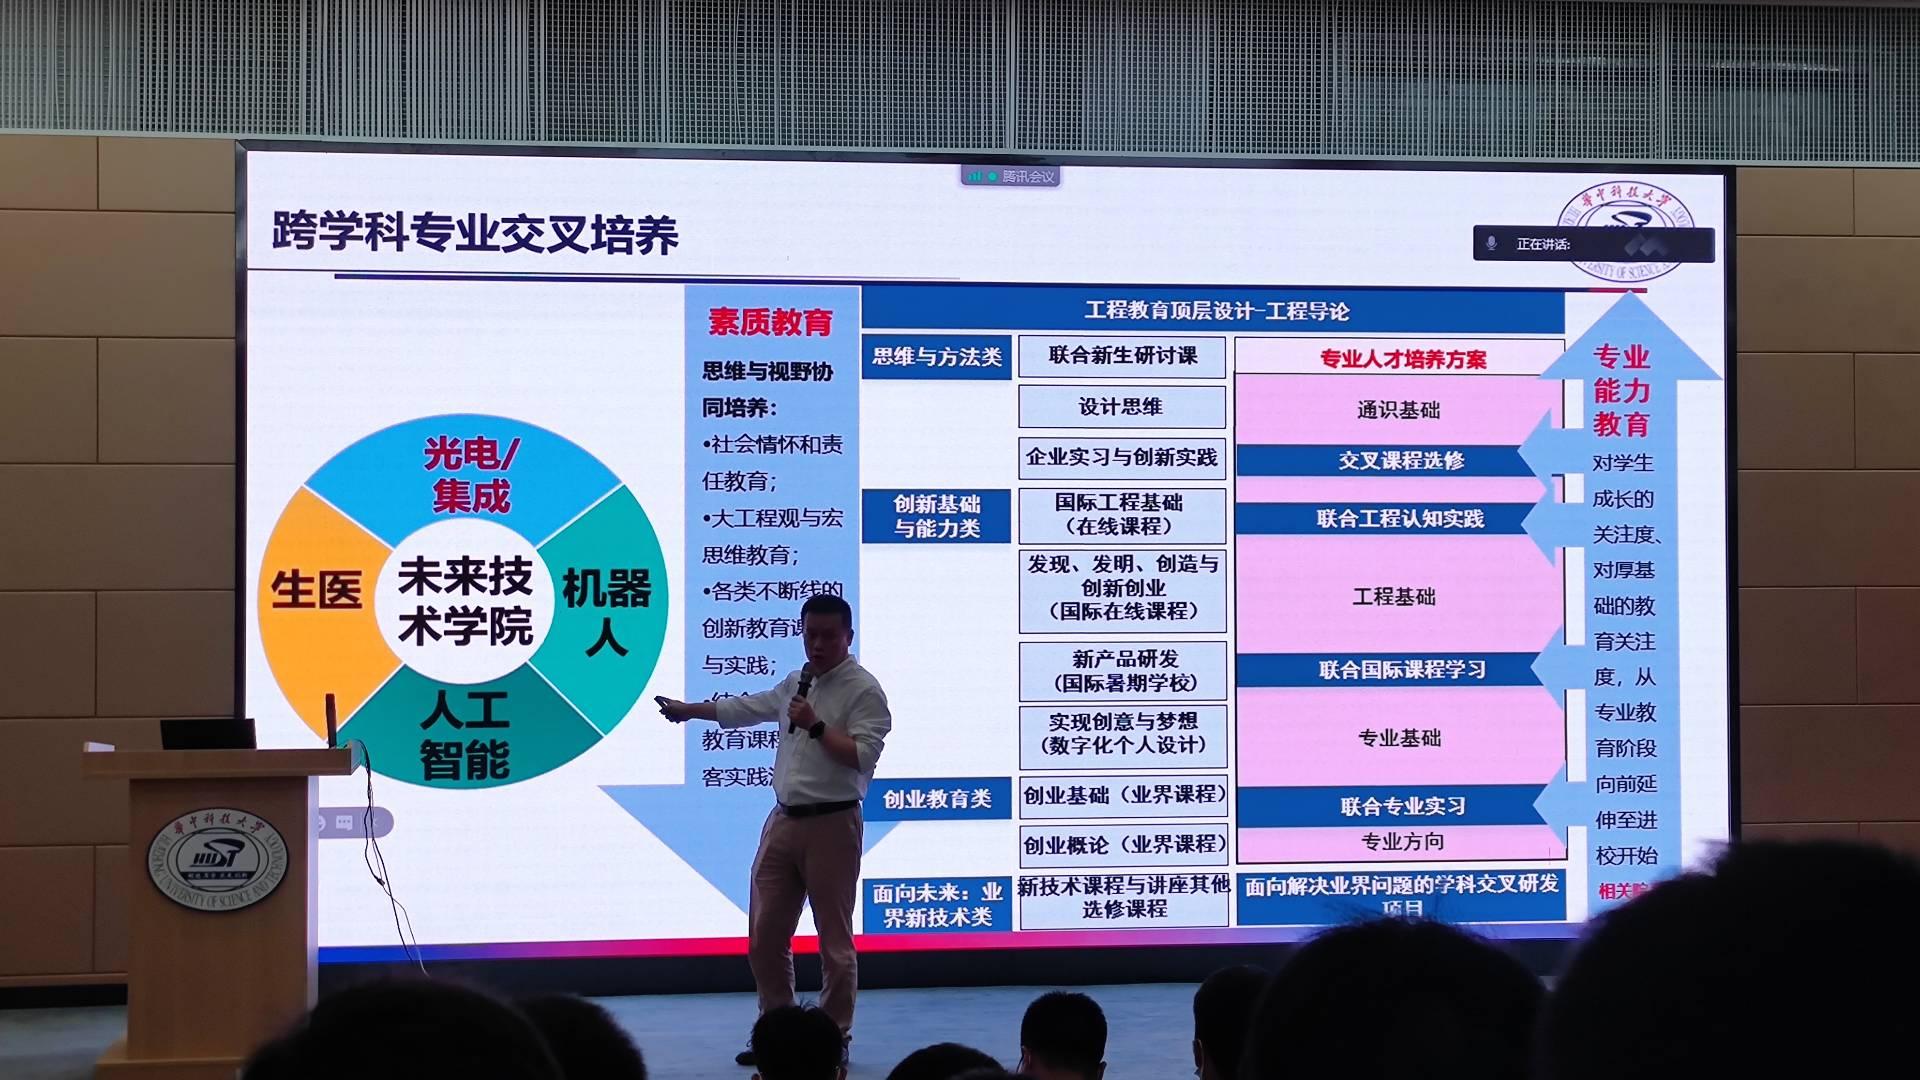 腾讯会议
跨学科专业交叉培养
华中科技大学
正在讲话:
光电/
集成
生医
未来技
术学院
机器
人
人工
智能
素质教育
思维与视野协
同培养：
•社会情怀和责
任教育；
•大工程观与宏
思维教育；
•各类不断线的
创新教育课
与实践；
教育课程
客实践
工程教育顶层设计-工程导论
思维与方法类
联合新生研讨课
设计思维
企业实习与创新实践
创新基础
与能力类
国际工程基础
（在线课程）
发现、发明、创造与
创新创业
（国际在线课程）
新产品研发
(国际暑期学校)
实现创意与梦想
(数字化个人设计)
创业教育类
创业基础（业界课程）
创业概论（业界课程）
面向未来：业
界新技术类
新技术课程与讲座其他
选修课程
专业人才培养方案
通识基础
交叉课程选修
联合工程认知实践
工程基础
联合国际课程学习
专业基础
联合专业实习
专业方向
面向解决业界问题的学科交叉研发
项目
专业
能力
教育
对学生
成长的
关注度、
对厚基
础的教
育关注
度，从
专业教
育阶段
向前延
伸至进
校开始
相关
华中科技大学
HUST